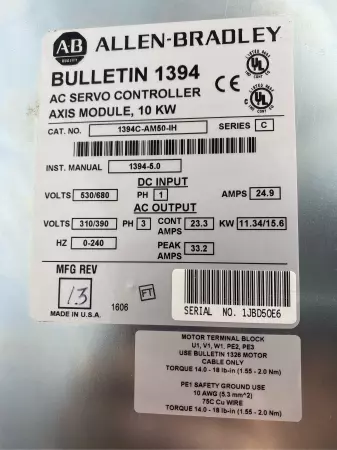 AB ALLEN-BRADLEY
BULLETIN 1394
AC SERVO CONTROLLER
AXIS MODULE, 10 KW
UL LISTED
CE
CAT. NO. 1394C-AM50-IH SERIES C
INST. MANUAL 1394-5.0
DC INPUT
VOLTS 530/680 PH 1 AMPS 24.9
AC OUTPUT
VOLTS 310/390 PH 3 CONT AMPS 23.3 KW 11.34/15.6
HZ 0-240 PEAK AMPS 33.2
MFG REV
13
MADE IN U.S.A.
1606
FT
SERIAL NO. 1JBD50E6
MOTOR TERMINAL BLOCK
U1, V1, W1, PE2, PE3
USE BULLETIN 1326 MOTOR
CABLE ONLY
TORQUE 14.0 - 18 lb-in (1.55 - 2.0 Nm)
PE1 SAFETY GROUND USE
10 AWG (5.3 mm^2)
75C Cu WIRE
TORQUE 14.0 - 18 lb-in (1.55 - 2.0 Nm)